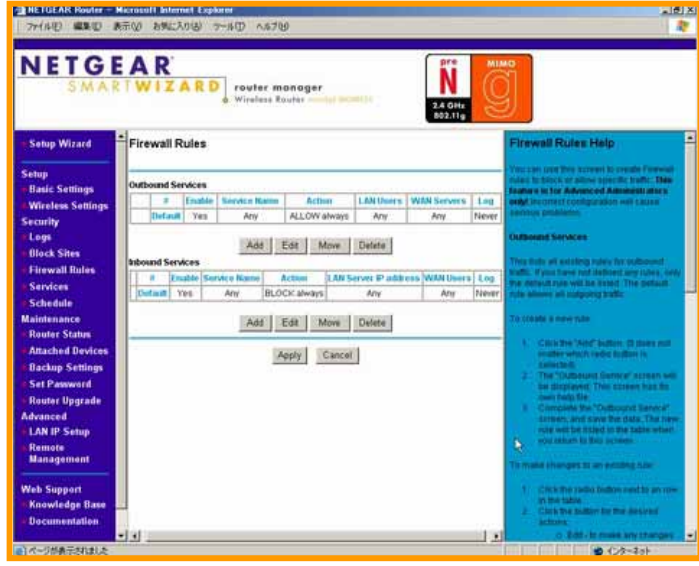 NETGEAR Router - Microsoft Internet Explorer
ファイル(F) 編集(E) 表示(V) お気に入り(A) ツール(T) ヘルプ(H)
NETGEAR
SMARTWIZARD router manager
Wireless Router model
pre
N
2.4 GHz
802.11g
MIMO
g
Setup Wizard
Setup
Basic Settings
Wireless Settings
Security
Logs
Block Sites
Firewall Rules
Services
Schedule
Maintenance
Router Status
Attached Devices
Backup Settings
Set Password
Router Upgrade
Advanced
LAN IP Setup
Remote
Management
Web Support
Knowledge Base
Documentation
Firewall Rules
Outbound Services
# Enable Service Name Action LAN Users WAN Servers Log
Default Yes Any ALLOW always Any Any Never
Add Edit Move Delete
Inbound Services
# Enable Service Name Action LAN Server IP address WAN Users Log
Default Yes Any BLOCK always Any Any Never
Add Edit Move Delete
Apply Cancel
Firewall Rules Help
You can use this screen to create Firewall
rules to block or allow specific traffic. This
feature is for Advanced Administrators
only! Incorrect configuration will cause
serious problems.
Outbound Services
This lists all existing rules for outbound
traffic. If you have not defined any rules, only
the default rule will be listed. The default
rule allows all outgoing traffic.
To create a new rule:
1. Click the "Add" button. (It does not
matter which radio button is
selected)
2. The "Outbound Service" screen will
be displayed. This screen has its
own help file.
3. Complete the "Outbound Service"
screen, and save the data. The new
rule will be listed in the table when
you return to this screen.
To make changes to an existing rule:
1. Click the radio button next to an row
in the table.
2. Click the button for the desired
actions:
o Edit - to make any changes
ページが表示されました
インターネット